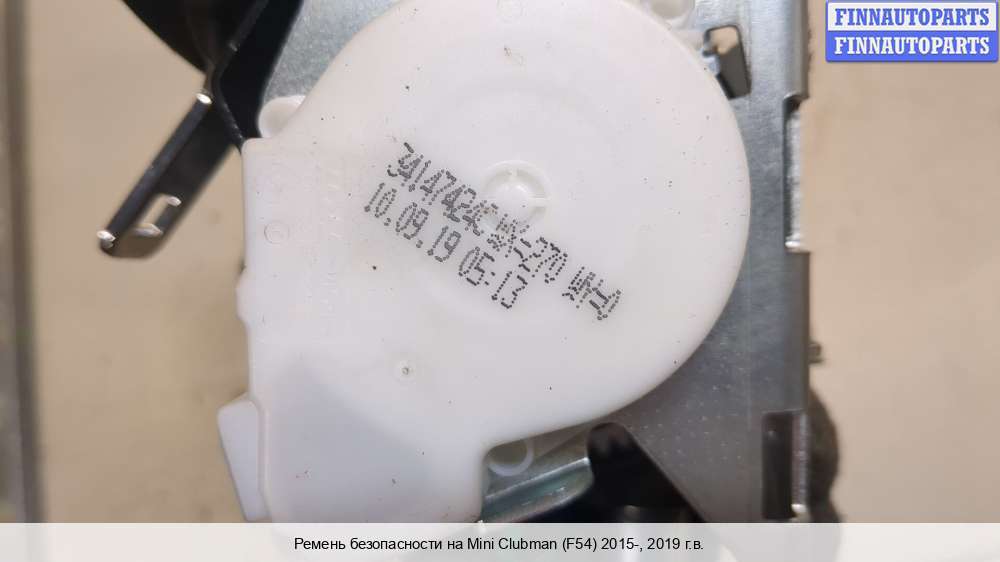 FINNAUTOPARTS
FINNAUTOPARTS
10.09.19 05:13
Ремень безопасности на Mini Clubman (F54) 2015-, 2019 г.в.